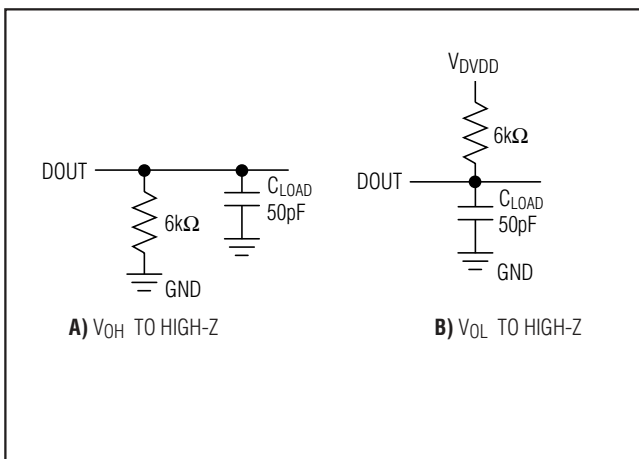 DOUT
6kΩ
C_LOAD
50pF
GND
A) V_OH TO HIGH-Z
V_DVDD
6kΩ
DOUT
C_LOAD
50pF
GND
B) V_OL TO HIGH-Z